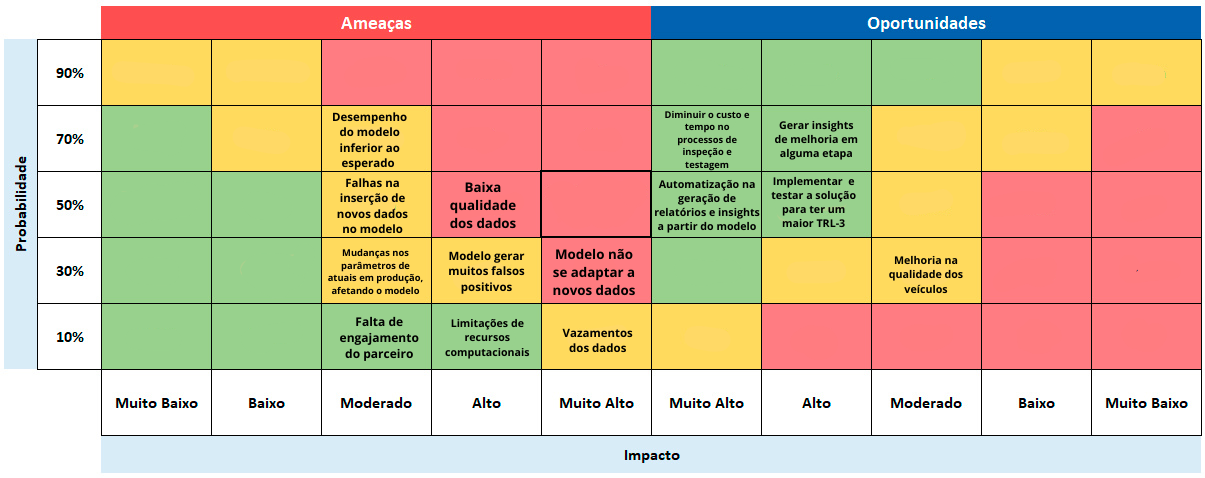 Ameaças
Oportunidades
Probabilidade
90%
70%
Desempenho
do modelo
inferior ao
esperado
Diminuir o custo e
tempo no
processos de
inspeção e
testagem
Gerar insights
de melhoria em
alguma etapa
50%
Falhas na
inserção de
novos dados
no modelo
Baixa
qualidade
dos dados
Automatização na
geração de
relatórios e insights
a partir do modelo
Implementar e
testar a solução
para ter um
maior TRL-3
30%
Mudanças nos
parâmetros de
atuais em produção,
afetando o modelo
Modelo gerar
muitos falsos
positivos
Modelo não
se adaptar a
novos dados
Melhoria na
qualidade dos
veículos
10%
Falta de
engajamento
do parceiro
Limitações de
recursos
computacionais
Vazamentos
dos dados
Muito Baixo
Baixo
Moderado
Alto
Muito Alto
Muito Alto
Alto
Moderado
Baixo
Muito Baixo
Impacto